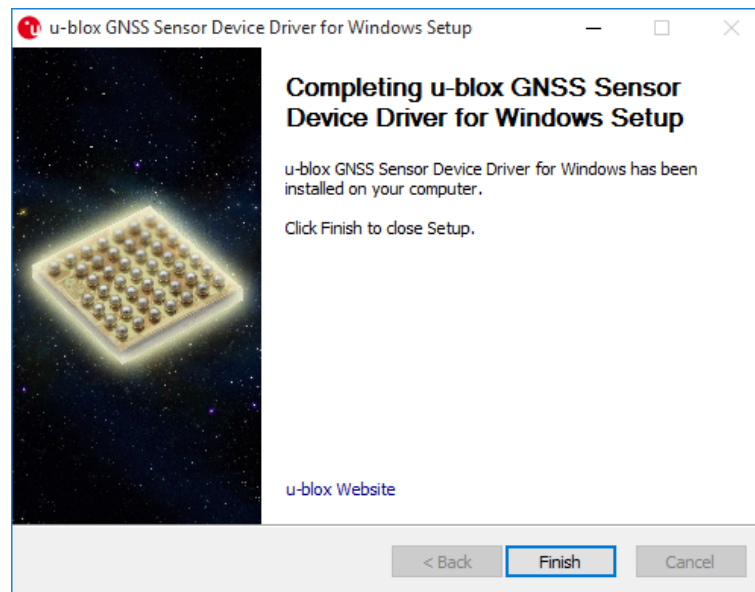 u-blox GNSS Sensor Device Driver for Windows Setup
Completing u-blox GNSS Sensor
Device Driver for Windows Setup
u-blox GNSS Sensor Device Driver for Windows has been
installed on your computer.
Click Finish to close Setup.
u-blox Website
< Back
Finish
Cancel